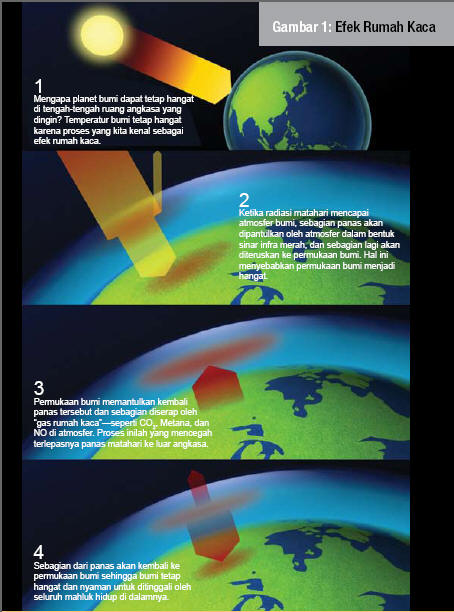 Gambar 1: Efek Rumah Kaca
1
Mengapa planet bumi dapat tetap hangat
di tengah-tengah ruang angkasa yang
dingin? Temperatur bumi tetap hangat
karena proses yang kita kenal sebagai
efek rumah kaca.
2
Ketika radiasi matahari mencapai
atmosfer bumi, sebagian panas akan
dipantulkan oleh atmosfer dalam bentuk
sinar infra merah, dan sebagian lagi akan
diteruskan ke permukaan bumi. Hal ini
menyebabkan permukaan bumi menjadi
hangat.
3
Permukaan bumi memantulkan kembali
panas tersebut dan sebagian diserap oleh
“gas rumah kaca”—seperti CO₂, Metana, dan
NO di atmosfer. Proses inilah yang mencegah
terlepasnya panas matahari ke luar angkasa.
4
Sebagian dari panas akan kembali ke
permukaan bumi sehingga bumi tetap
hangat dan nyaman untuk ditinggali oleh
seluruh mahluk hidup di dalamnya.